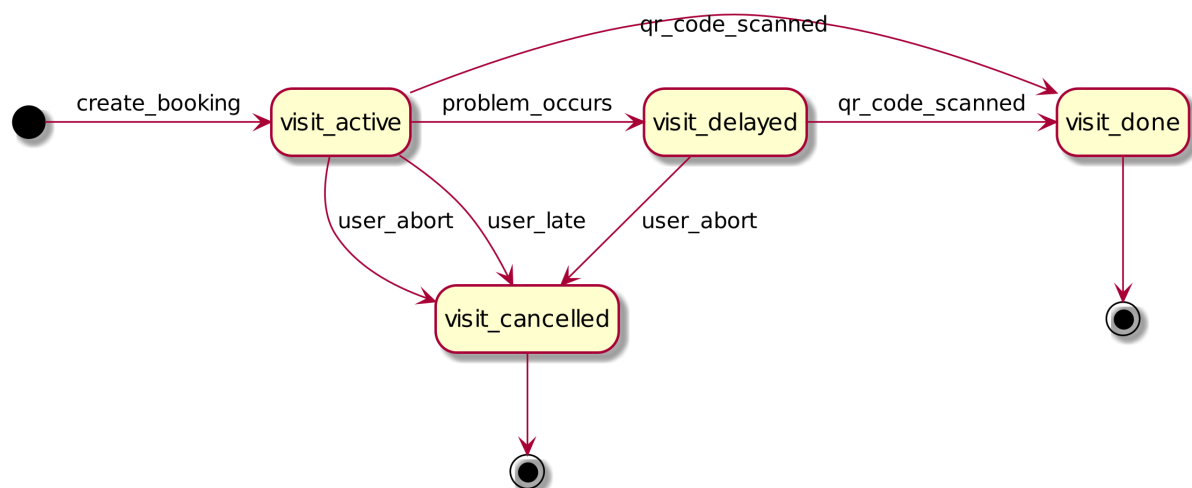 qr_code_scanned
create_booking
problem_occurs
qr_code_scanned
visit_active
visit_delayed
visit_done
user_abort
user_late
user_abort
visit_cancelled